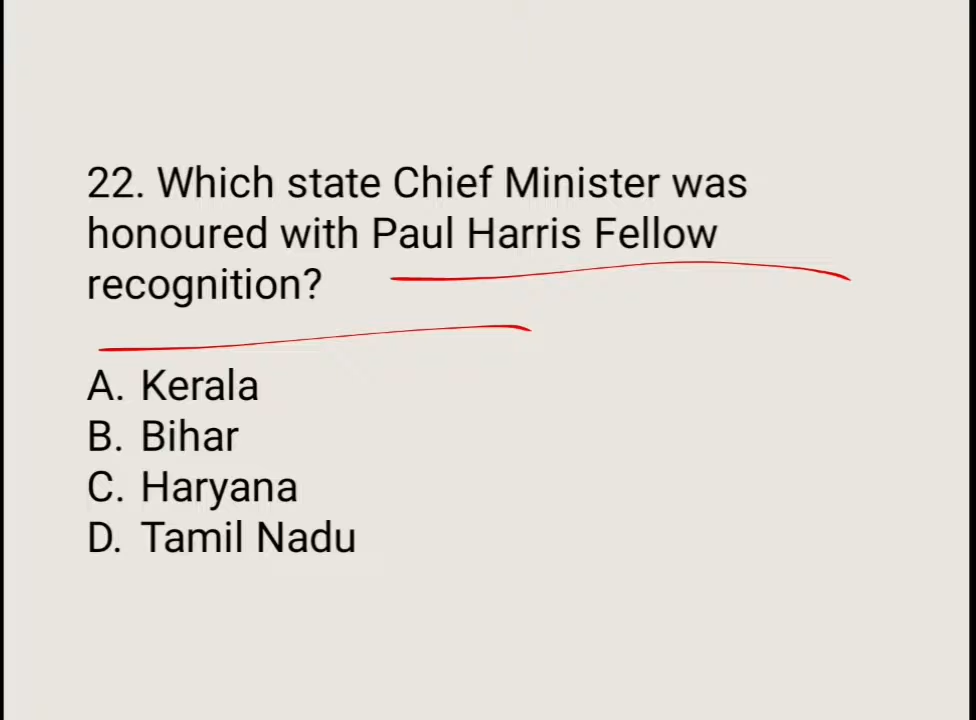 22. Which state Chief Minister was
honoured with Paul Harris Fellow
recognition?
A. Kerala
B. Bihar
C. Haryana
D. Tamil Nadu